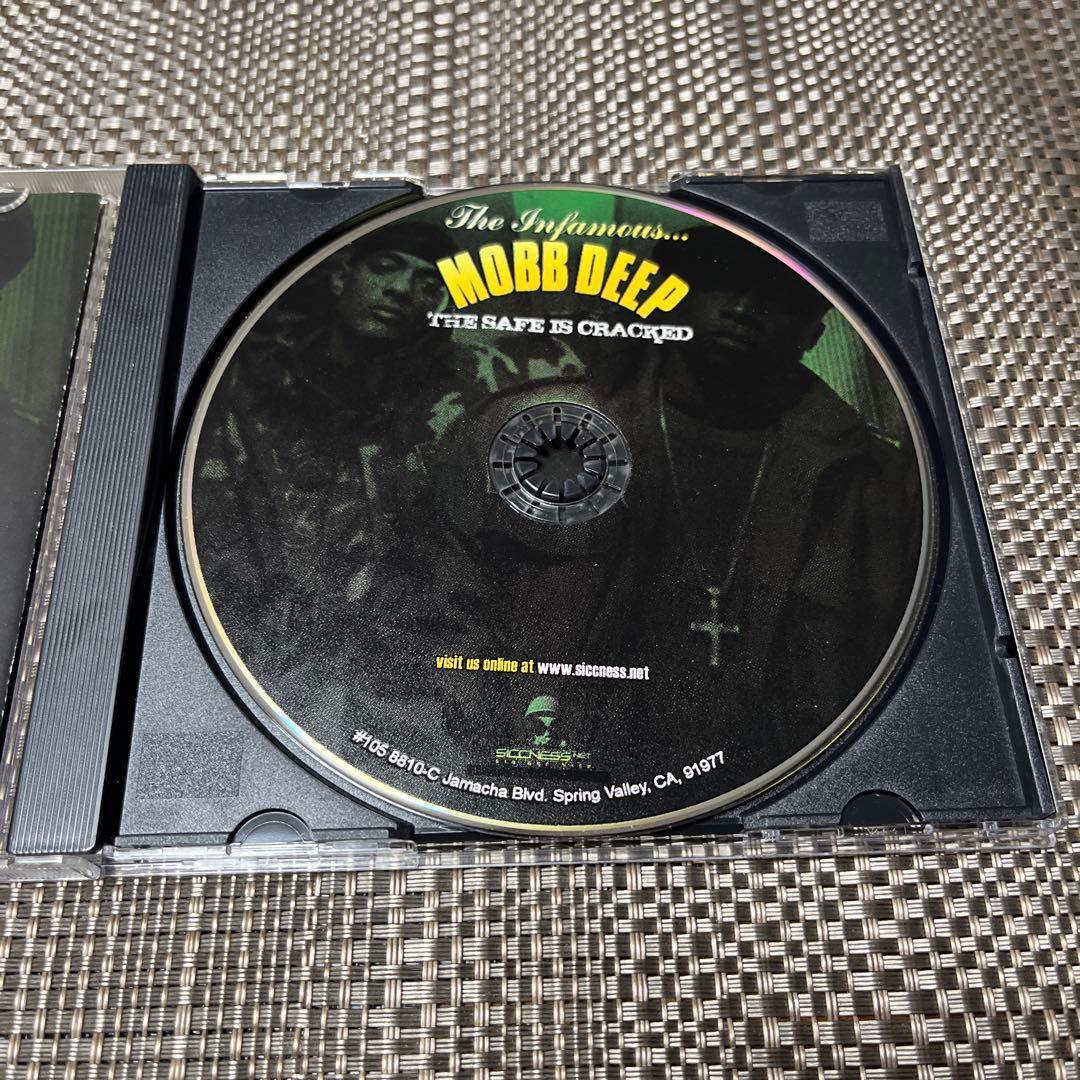 The Infamous...
MOBB DEEP
THE SAFE IS CRACKED
visit us online at www.siccness.net
SICCNESS.NET
#105 8810-C Jamacha Blvd. Spring Valley, CA, 91977